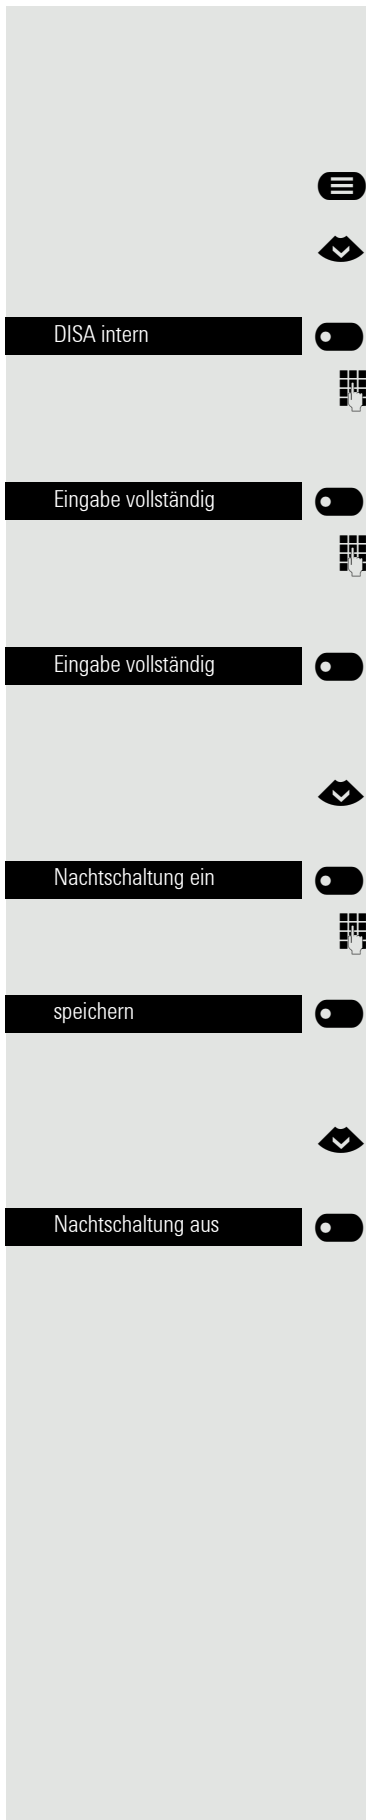 DISA intern
Eingabe vollständig
Eingabe vollständig
Nachtschaltung ein
speichern
Nachtschaltung aus